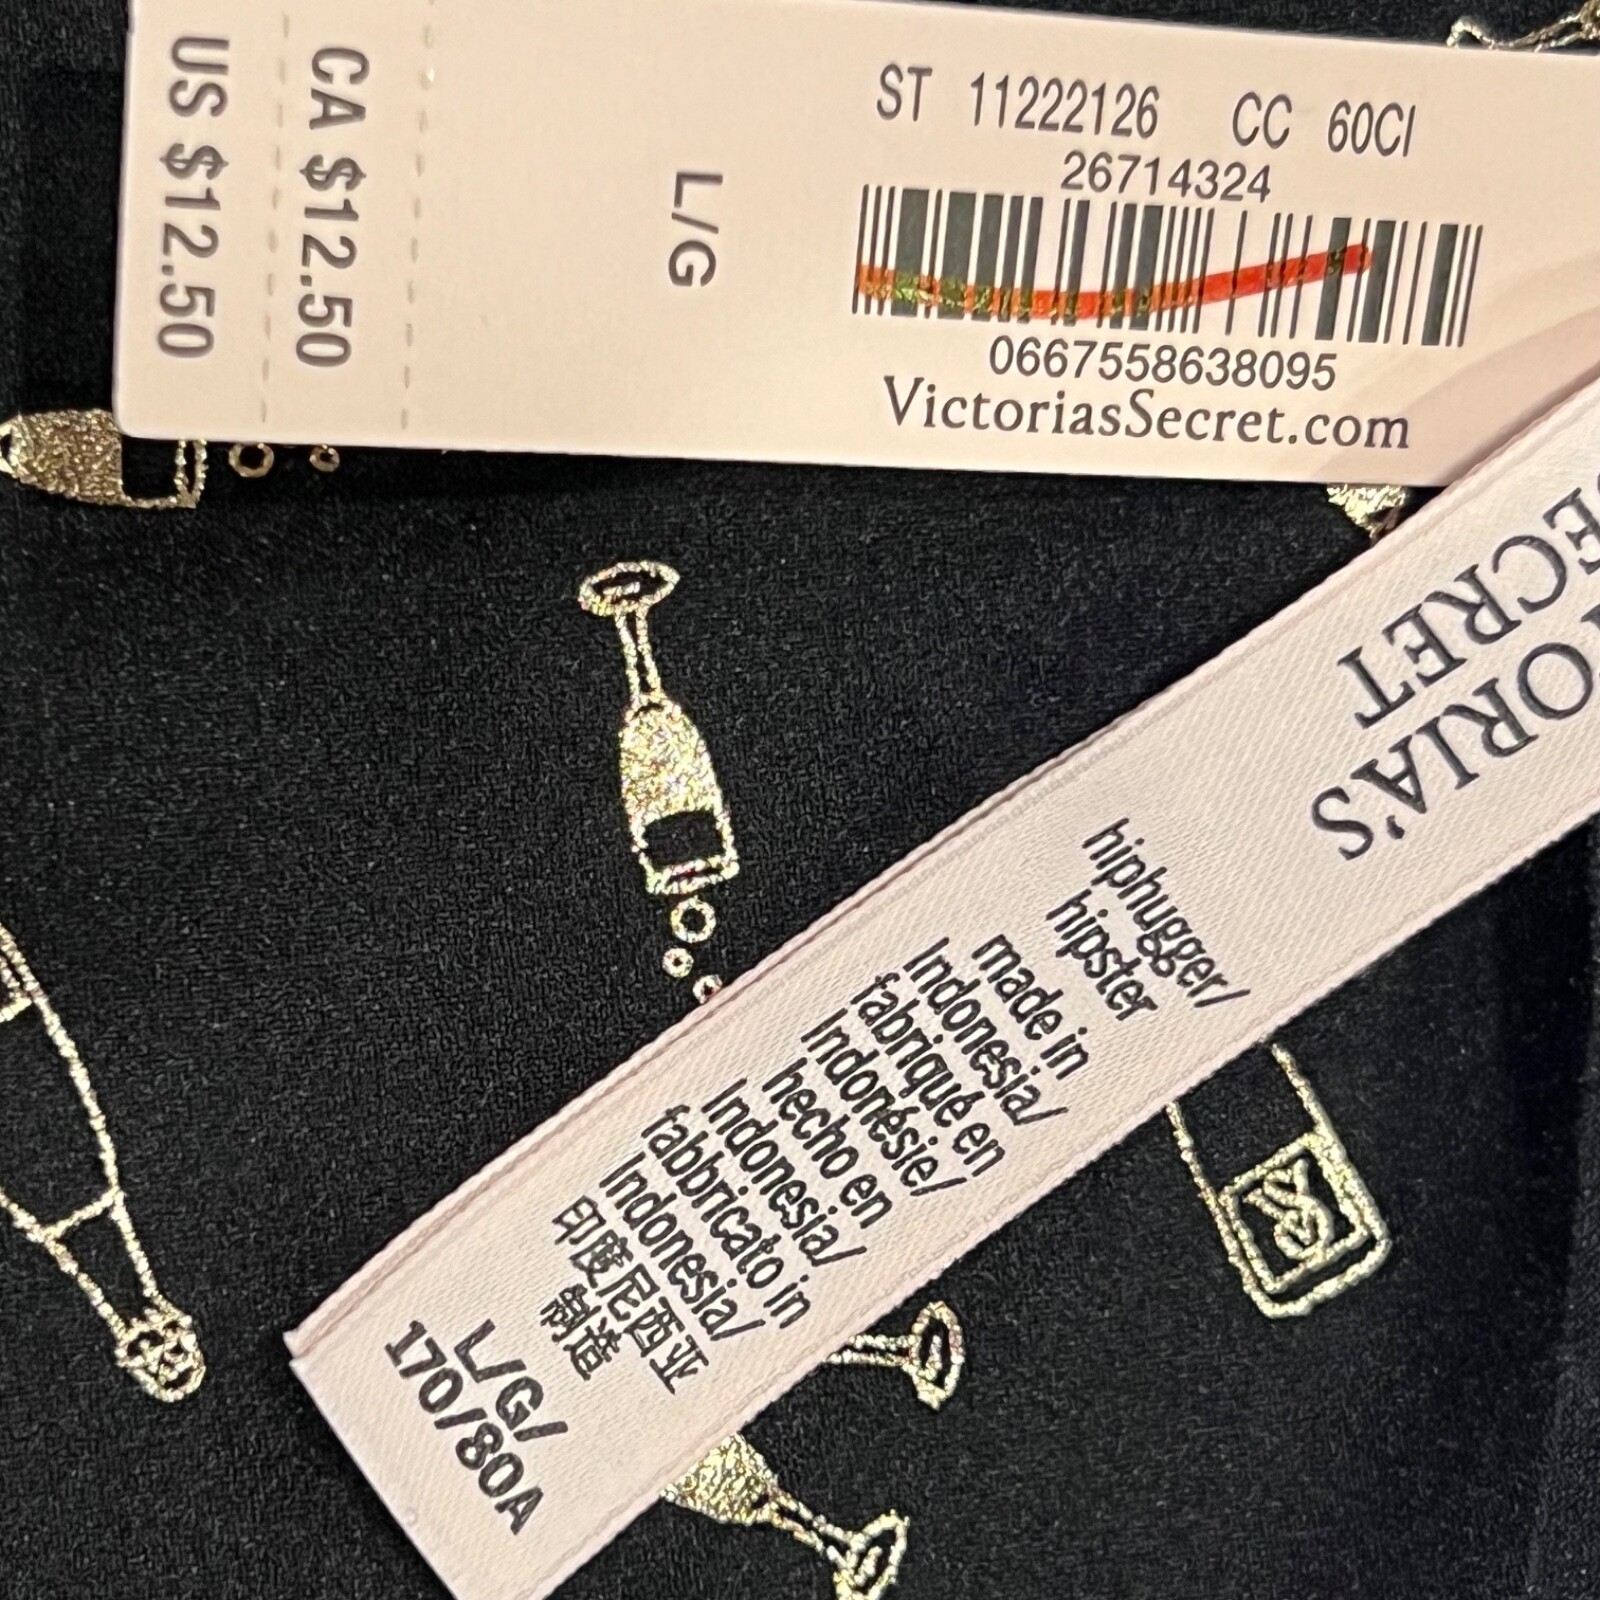 CA $12.50
US $12.50
L/G
ST 11222126 CC 60CI
26714324
0667558638095
VictoriasSecret.com
ORIA'S
ECRET
hiphugger/
hipster
made in
Indonesia/
fabriqué en
Indonésie/
hecho en
Indonesia/
fabbricato in
Indonesia/
印度尼西亚
制造
L/G/
170/80A
VS